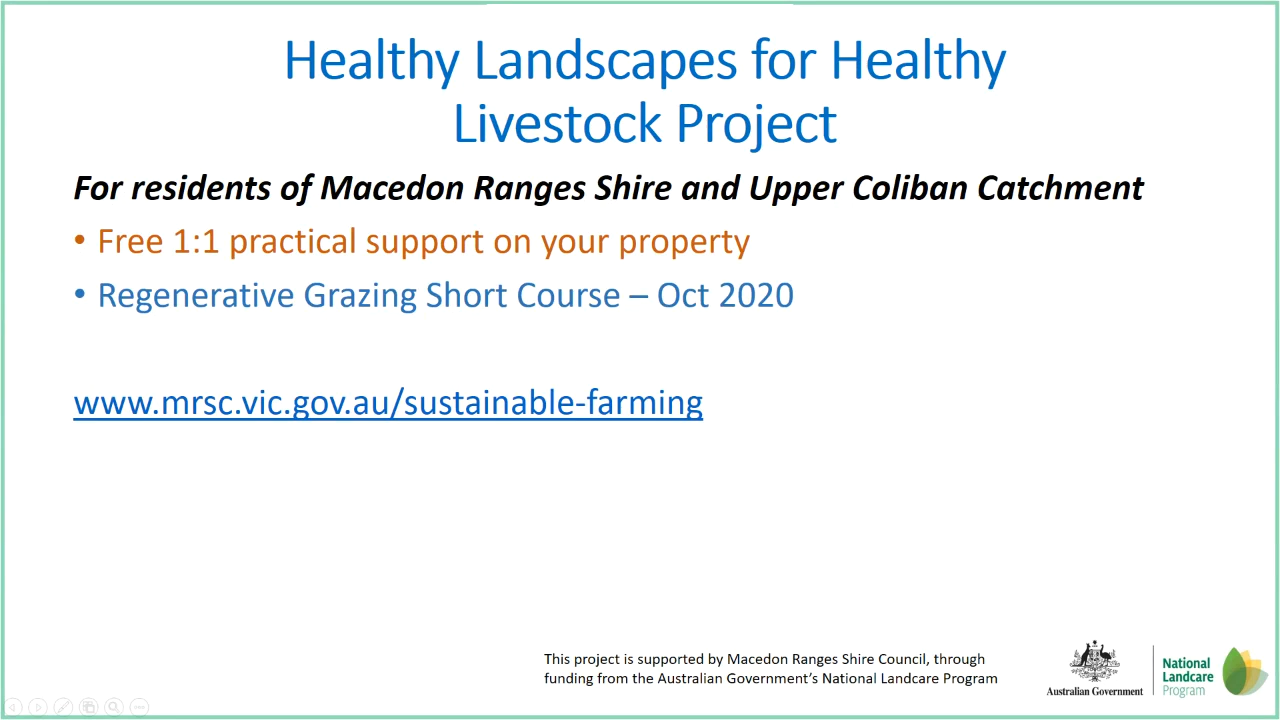 Healthy Landscapes for Healthy
Livestock Project
For residents of Macedon Ranges Shire and Upper Coliban Catchment
• Free 1:1 practical support on your property
• Regenerative Grazing Short Course – Oct 2020
www.mrsc.vic.gov.au/sustainable-farming
This project is supported by Macedon Ranges Shire Council, through
funding from the Australian Government’s National Landcare Program
Australian Government
National
Landcare
Program